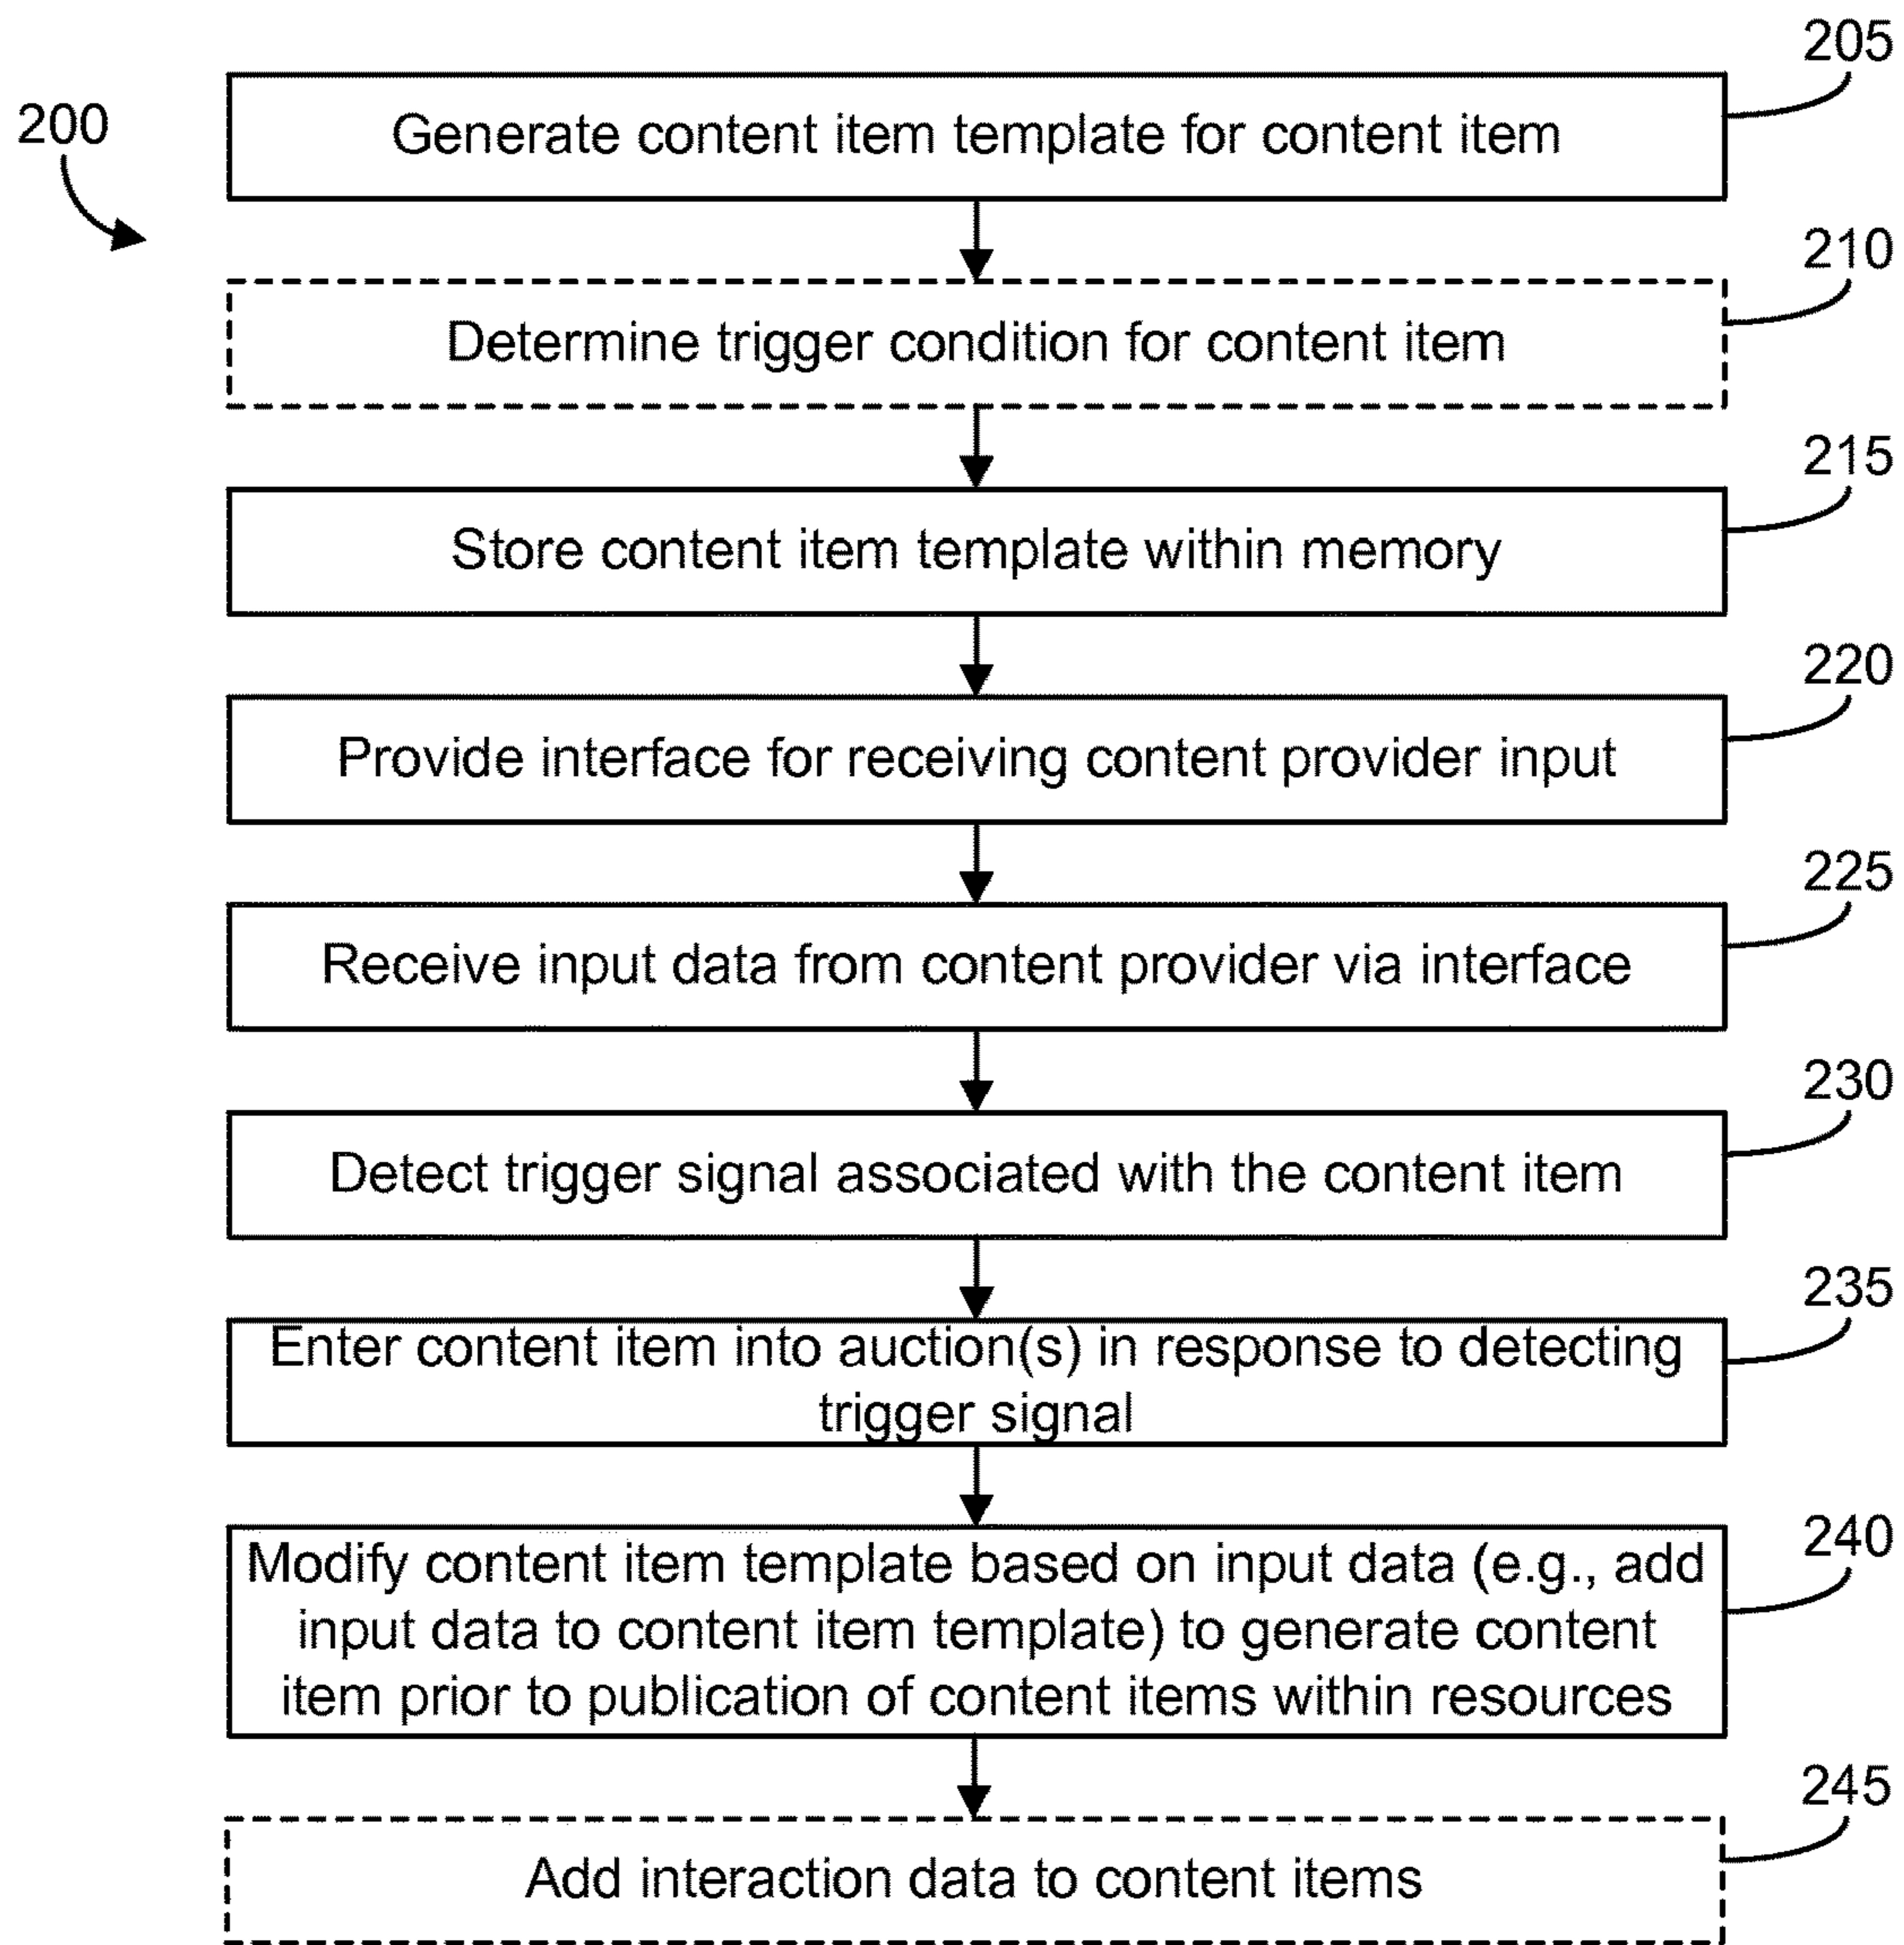 205
200
Generate content item template for content item
210
Determine trigger condition for content item
215
Store content item template within memory
220
Provide interface for receiving content provider input
225
Receive input data from content provider via interface
230
Detect trigger signal associated with the content item
235
Enter content item into auction(s) in response to detecting
trigger signal
240
Modify content item template based on input data (e.g., add
input data to content item template) to generate content
item prior to publication of content items within resources
245
Add interaction data to content items